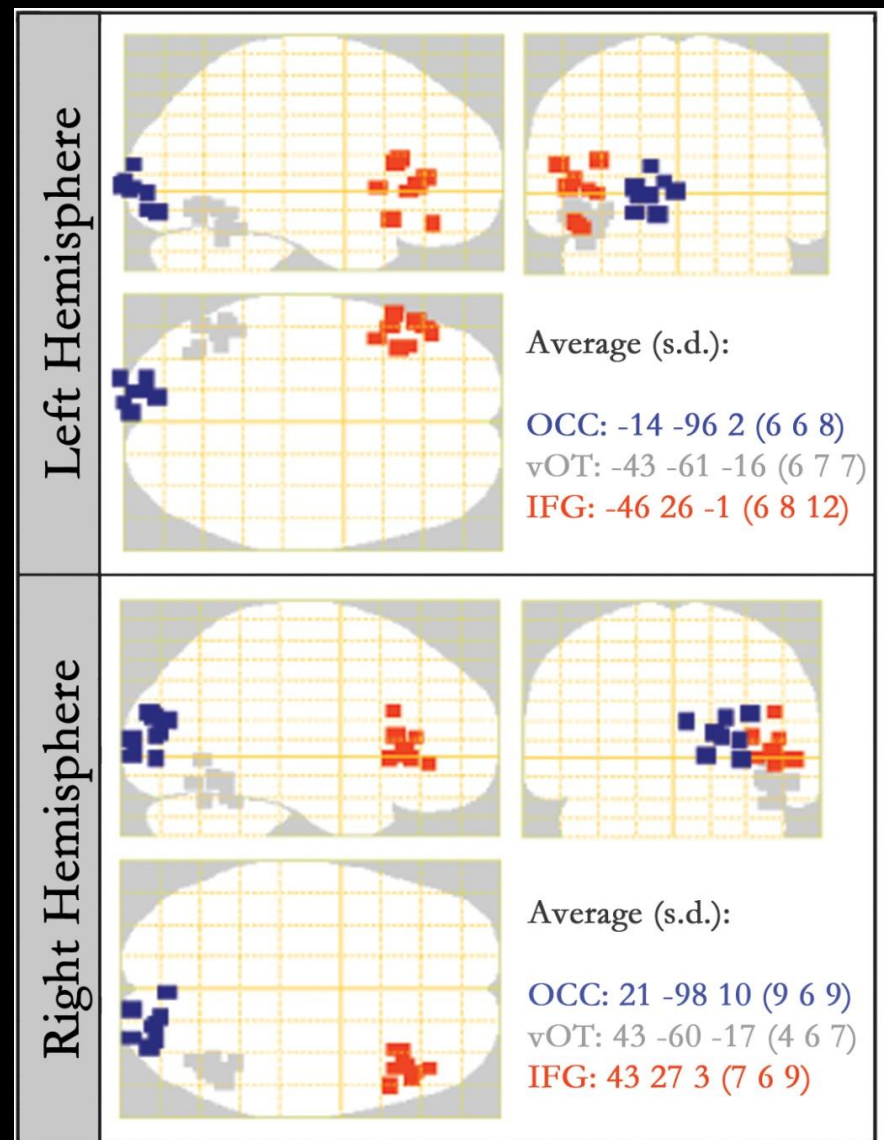 Left Hemisphere
Average (s.d.):
OCC: -14 -96 2 (6 6 8)
vOT: -43 -61 -16 (6 7 7)
IFG: -46 26 -1 (6 8 12)
Right Hemisphere
Average (s.d.):
OCC: 21 -98 10 (9 6 9)
vOT: 43 -60 -17 (4 6 7)
IFG: 43 27 3 (7 6 9)